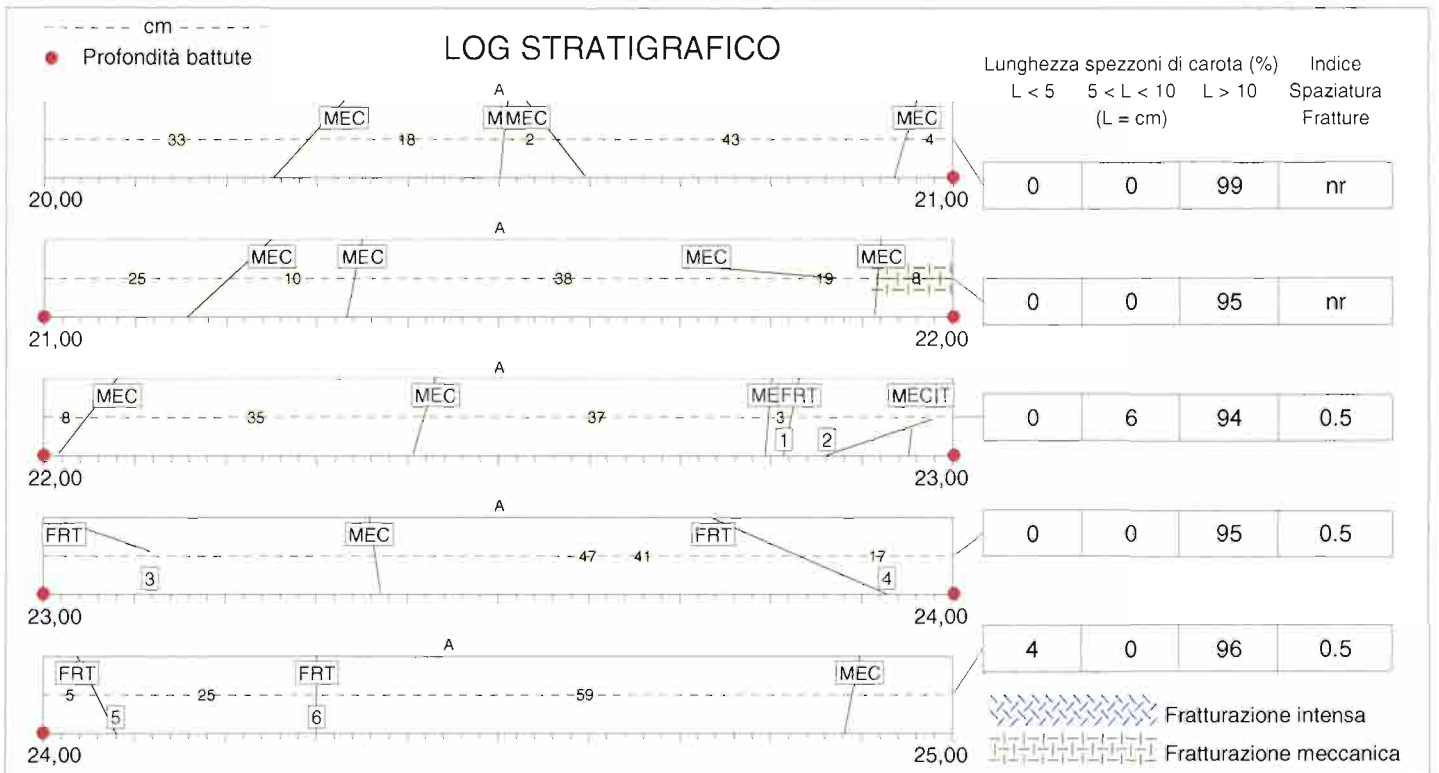 cm
Profondità battute
LOG STRATIGRAFICO
Lunghezza spezzoni di carota (%) Indice
L < 5 5 < L < 10 L > 10 Spaziatura
(L = cm) Fratture
A
MEC MEC MEC
33 18 2 43 4
20,00 21,00
0 0 99 nr
A
MEC MEC MEC MEC
25 10 38 19 8
21,00 22,00
0 0 95 nr
A
MEC MEC FRT MEC
8 35 37 3
1 2
22,00 23,00
0 6 94 0.5
A
FRT MEC FRT
47 41 17
3 4
23,00 24,00
0 0 95 0.5
A
FRT FRT MEC
5 25 59
5 6
24,00 25,00
4 0 96 0.5
Fratturazione intensa
Fratturazione meccanica